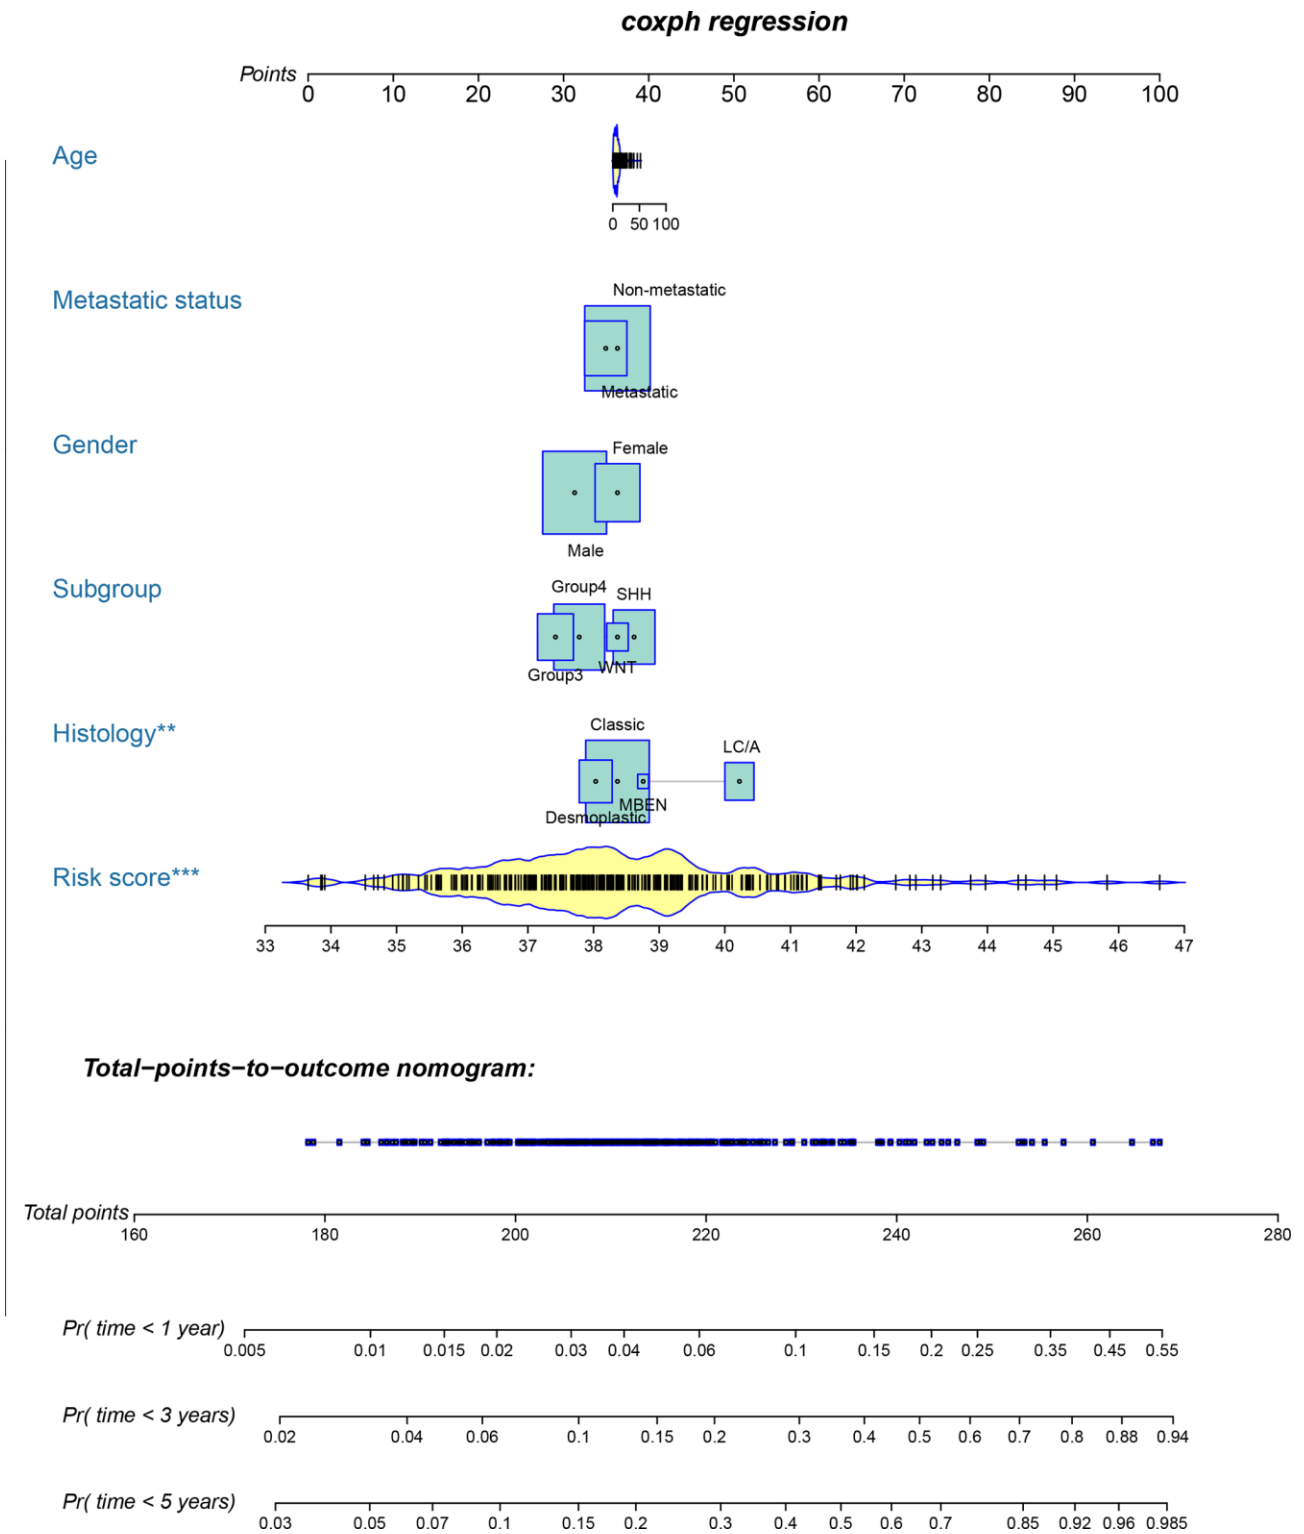 coxph regression
Points
0 10 20 30 40 50 60 70 80 90 100
Age
0 50 100
Metastatic status
Non-metastatic
Metastatic
Gender
Female
Male
Subgroup
Group4
SHH
WNT
Group3
Histology**
Classic
LC/A
MBEN
Desmoplastic
Risk score***
33 34 35 36 37 38 39 40 41 42 43 44 45 46 47
Total−points−to−outcome nomogram:
Total points
160 180 200 220 240 260 280
Pr( time < 1 year)
0.005 0.01 0.015 0.02 0.03 0.04 0.06 0.1 0.15 0.2 0.25 0.35 0.45 0.55
Pr( time < 3 years)
0.02 0.04 0.06 0.1 0.15 0.2 0.3 0.4 0.5 0.6 0.7 0.8 0.88 0.94
Pr( time < 5 years)
0.03 0.05 0.07 0.1 0.15 0.2 0.3 0.4 0.5 0.6 0.7 0.85 0.92 0.96 0.985